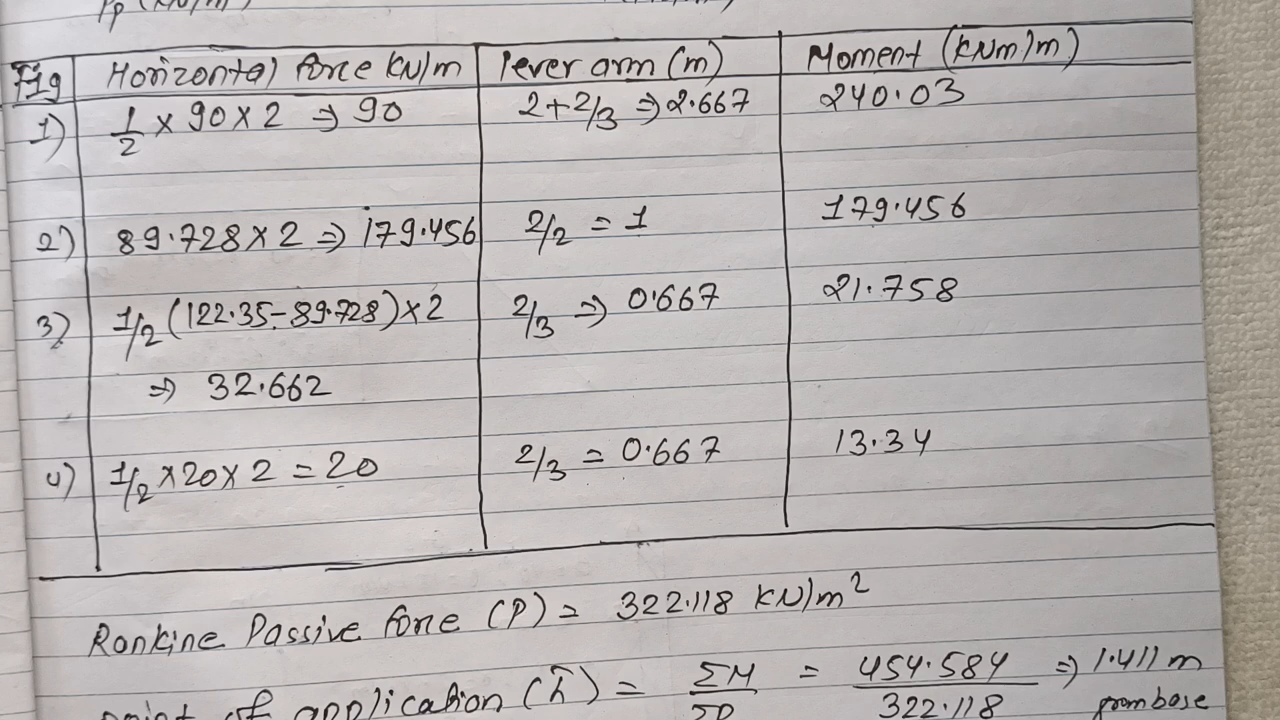 Fig Horizontal force KN/m lever arm (m) Moment (kNm/m)
1) 1/2 × 90 × 2 ⇒ 90 2+2/3 ⇒ 2.667 240.03
2) 89.728 × 2 ⇒ 179.456 2/2 = 1 179.456
3) 1/2 (122.35-89.728) × 2 2/3 ⇒ 0.667 21.758
⇒ 32.662
4) 1/2 × 20 × 2 = 20 2/3 = 0.667 13.34
Rankine Passive force (P) = 322.118 KN/m²
point of application (h̄) = ΣM/ΣP = 454.584/322.118 ⇒ 1.411 m
from base